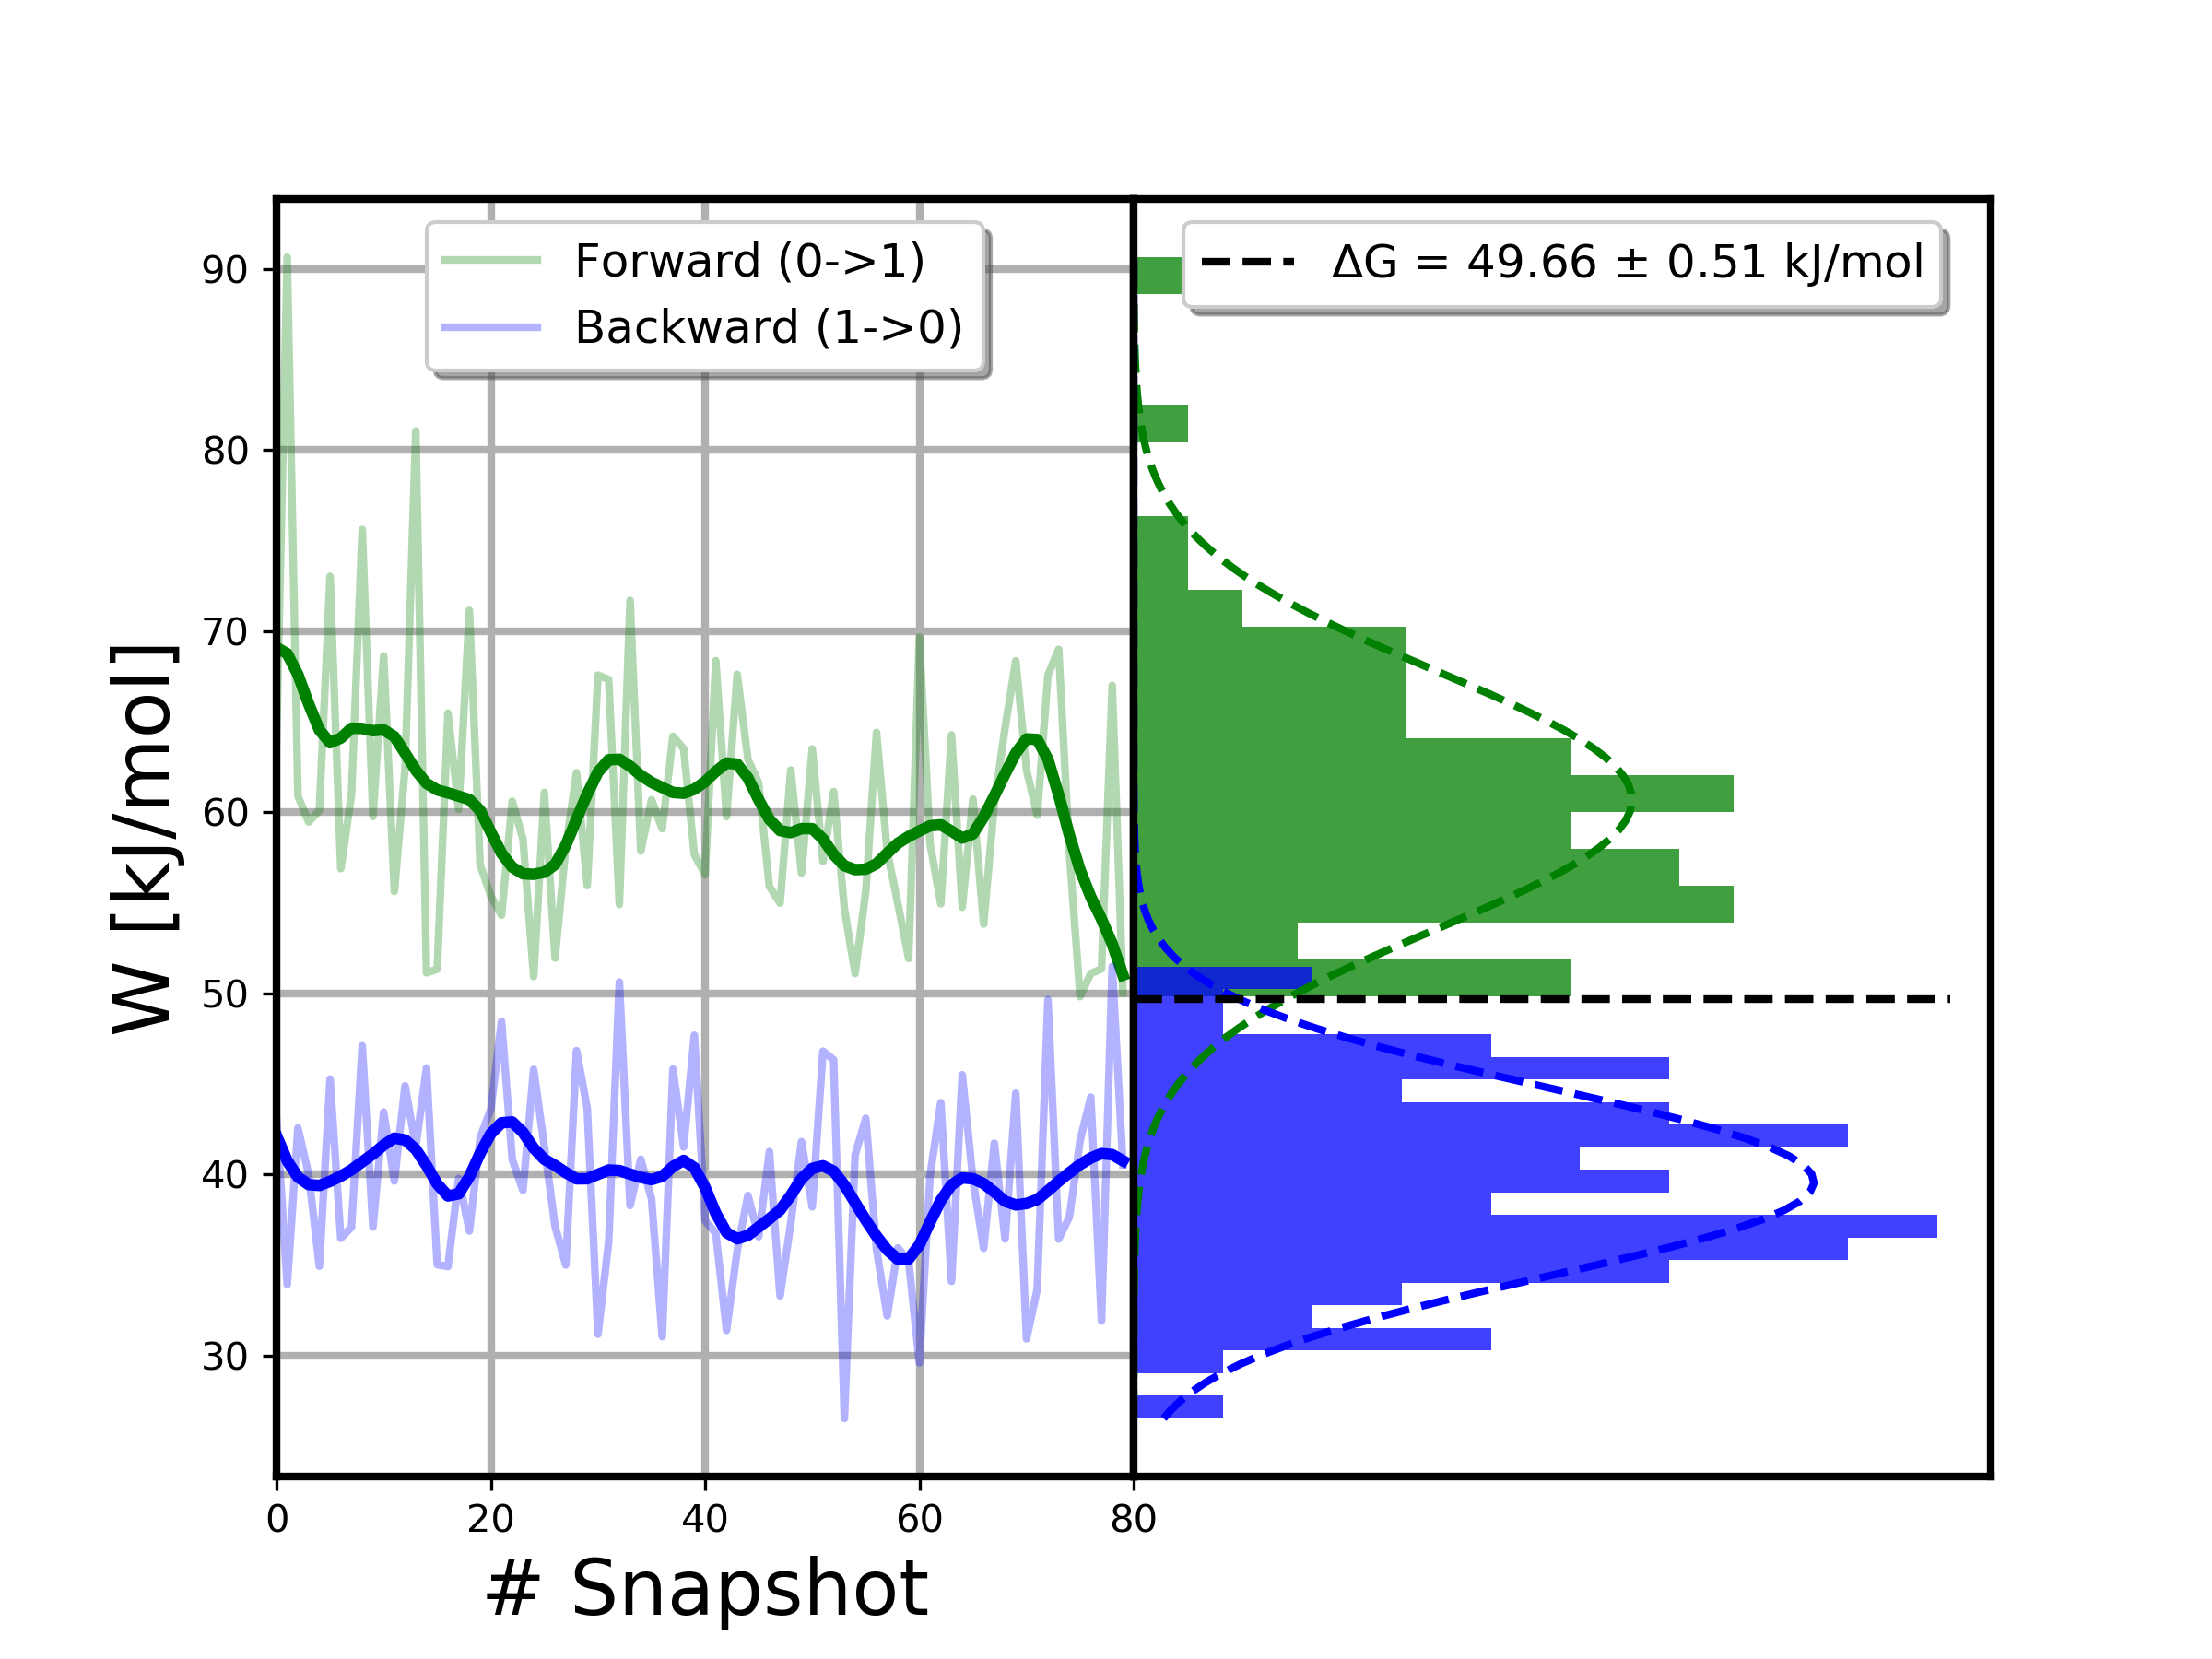 Forward (0->1)
Backward (1->0)
ΔG = 49.66 ± 0.51 kJ/mol
90
80
70
60
50
40
30
W [kJ/mol]
0 20 40 60 80
# Snapshot